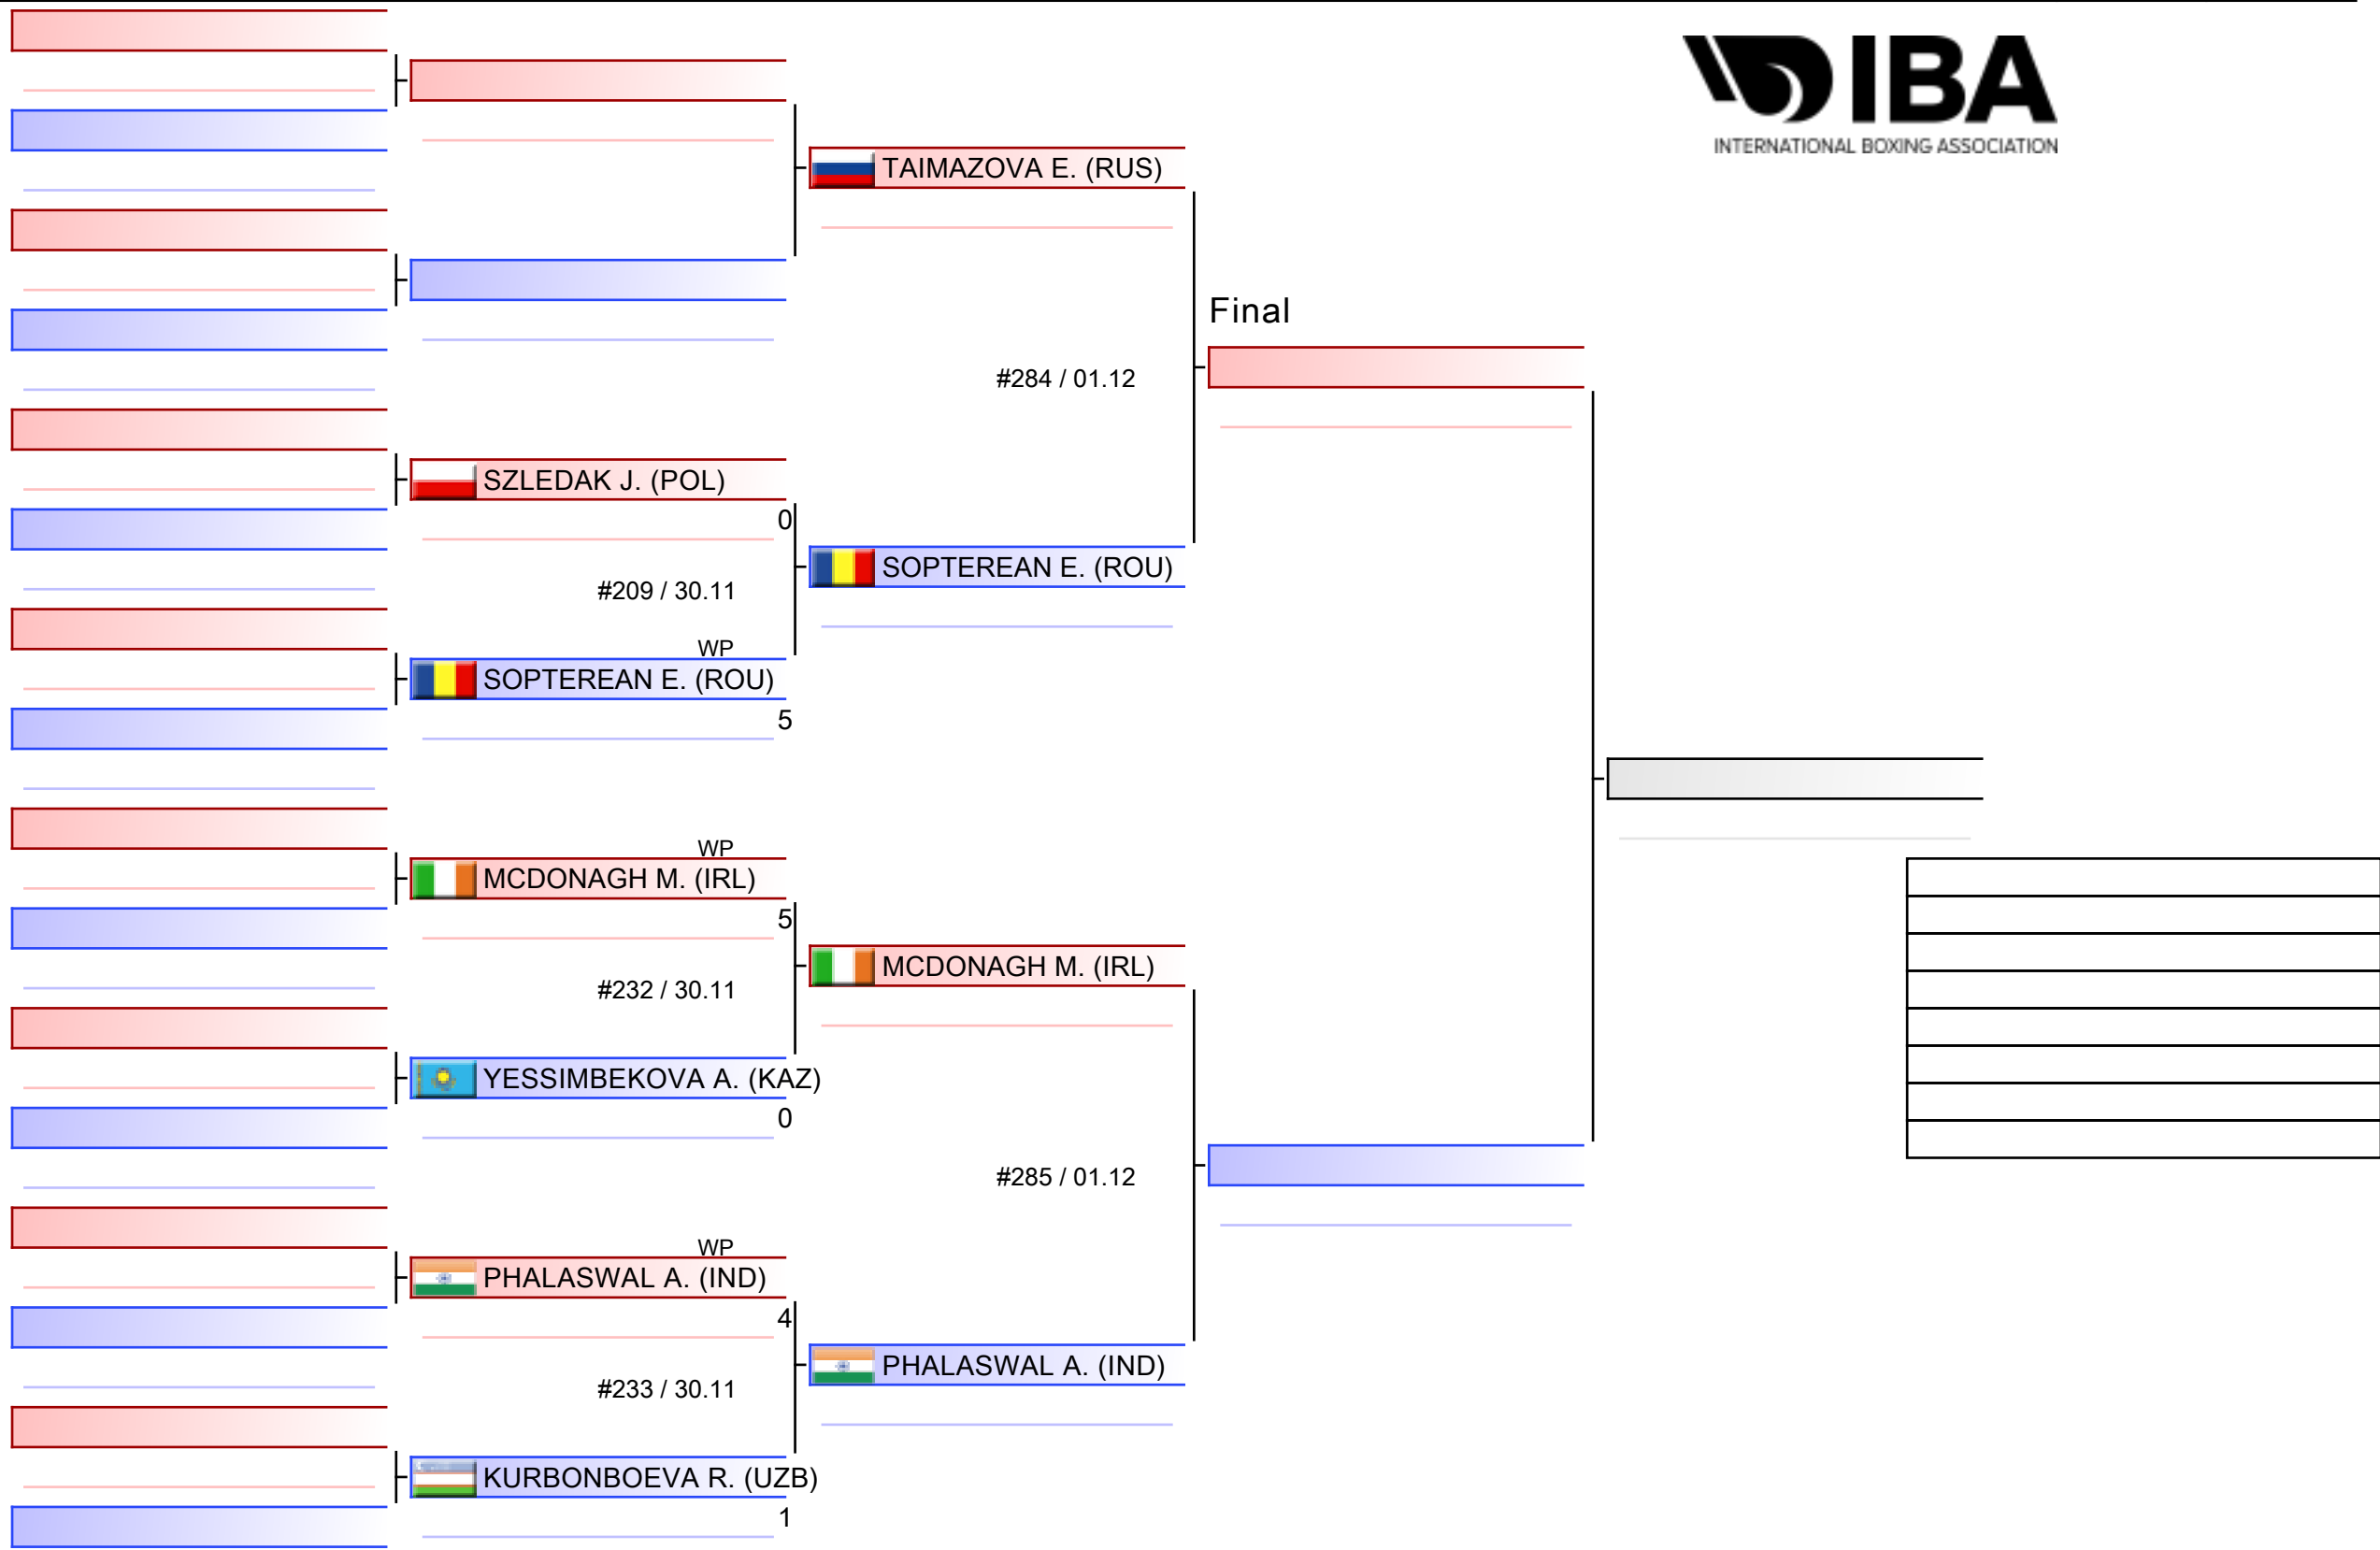 IBA
INTERNATIONAL BOXING ASSOCIATION
TAIMAZOVA E. (RUS)
Final
#284 / 01.12
SZLEDAK J. (POL)
0
SOPTEREAN E. (ROU)
#209 / 30.11
WP
SOPTEREAN E. (ROU)
5
WP
MCDONAGH M. (IRL)
5
MCDONAGH M. (IRL)
#232 / 30.11
YESSIMBEKOVA A. (KAZ)
0
#285 / 01.12
WP
PHALASWAL A. (IND)
4
PHALASWAL A. (IND)
#233 / 30.11
KURBONBOEVA R. (UZB)
1